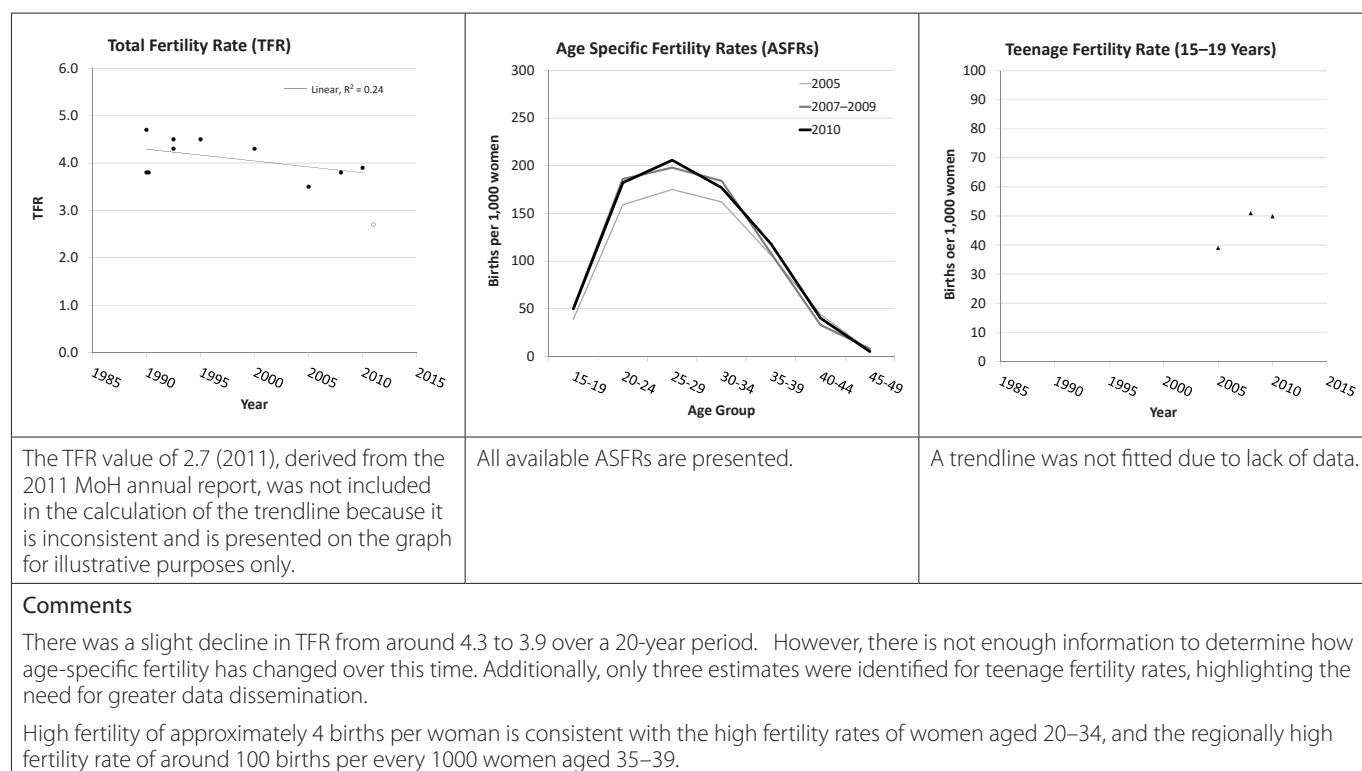 Total Fertility Rate (TFR)
6.0
5.0
4.0
3.0
2.0
1.0
0.0
TFR
Linear, R² = 0.24
1985
1990
1995
2000
2005
2010
2015
Year
Age Specific Fertility Rates (ASFRs)
300
250
200
150
100
50
0
Births per 1,000 women
2005
2007–2009
2010
15-19
20-24
25-29
30-34
35-39
40-44
45-49
Age Group
Teenage Fertility Rate (15–19 Years)
100
90
80
70
60
50
40
30
20
10
0
Births oer 1,000 women
1985
1990
1995
2000
2005
2010
2015
Year
The TFR value of 2.7 (2011), derived from the
2011 MoH annual report, was not included
in the calculation of the trendline because it
is inconsistent and is presented on the graph
for illustrative purposes only.
All available ASFRs are presented.
A trendline was not fitted due to lack of data.
Comments
There was a slight decline in TFR from around 4.3 to 3.9 over a 20-year period. However, there is not enough information to determine how
age-specific fertility has changed over this time. Additionally, only three estimates were identified for teenage fertility rates, highlighting the
need for greater data dissemination.
High fertility of approximately 4 births per woman is consistent with the high fertility rates of women aged 20–34, and the regionally high
fertility rate of around 100 births per every 1000 women aged 35–39.